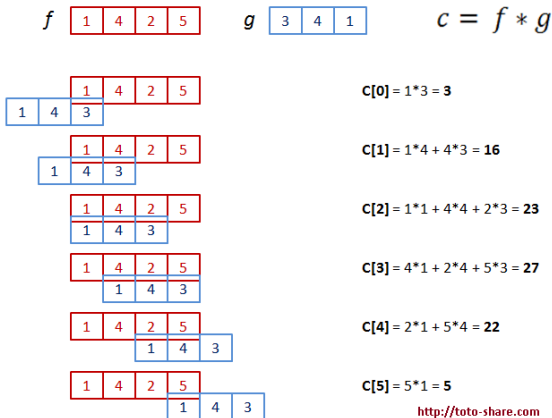 f 1 4 2 5 g 3 4 1 c = f * g
1 4 2 5 C[0] = 1*3 = 3
1 4 3
1 4 2 5 C[1] = 1*4 + 4*3 = 16
1 4 3
1 4 2 5 C[2] = 1*1 + 4*4 + 2*3 = 23
1 4 3
1 4 2 5 C[3] = 4*1 + 2*4 + 5*3 = 27
1 4 3
1 4 2 5 C[4] = 2*1 + 5*4 = 22
1 4 3
1 4 2 5 C[5] = 5*1 = 5
1 4 3
http://toto-share.com